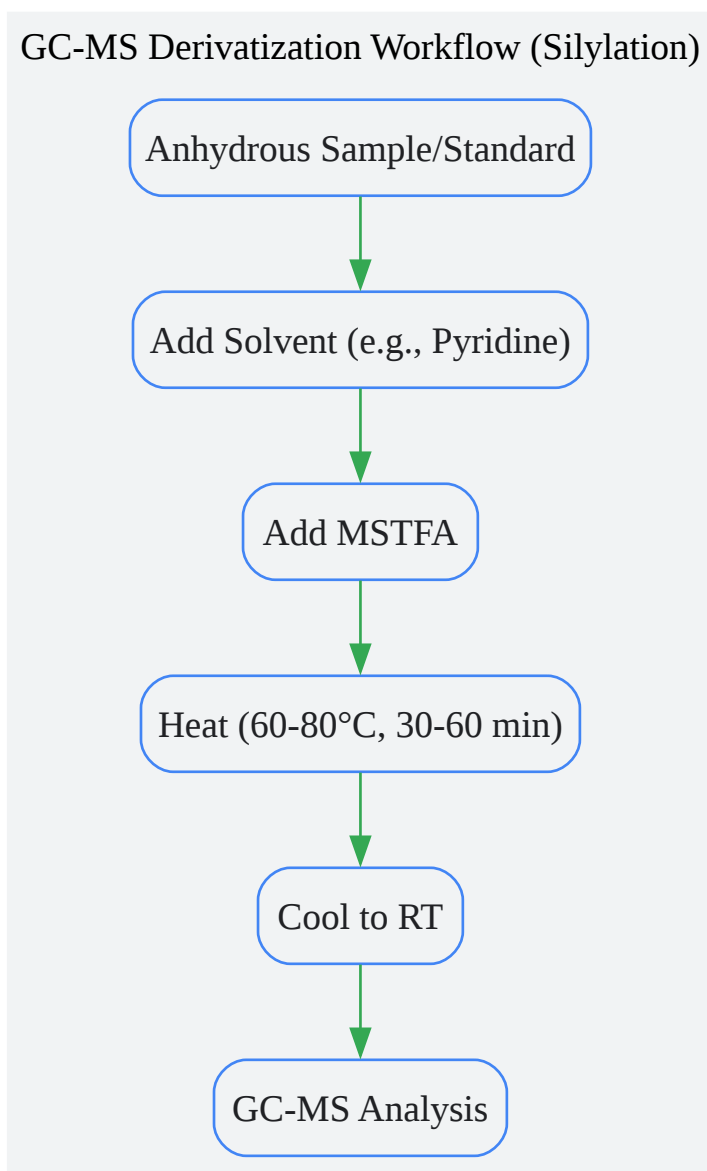 GC-MS Derivatization Workflow (Silylation)
Anhydrous Sample/Standard
Add Solvent (e.g., Pyridine)
Add MSTFA
Heat (60-80°C, 30-60 min)
Cool to RT
GC-MS Analysis